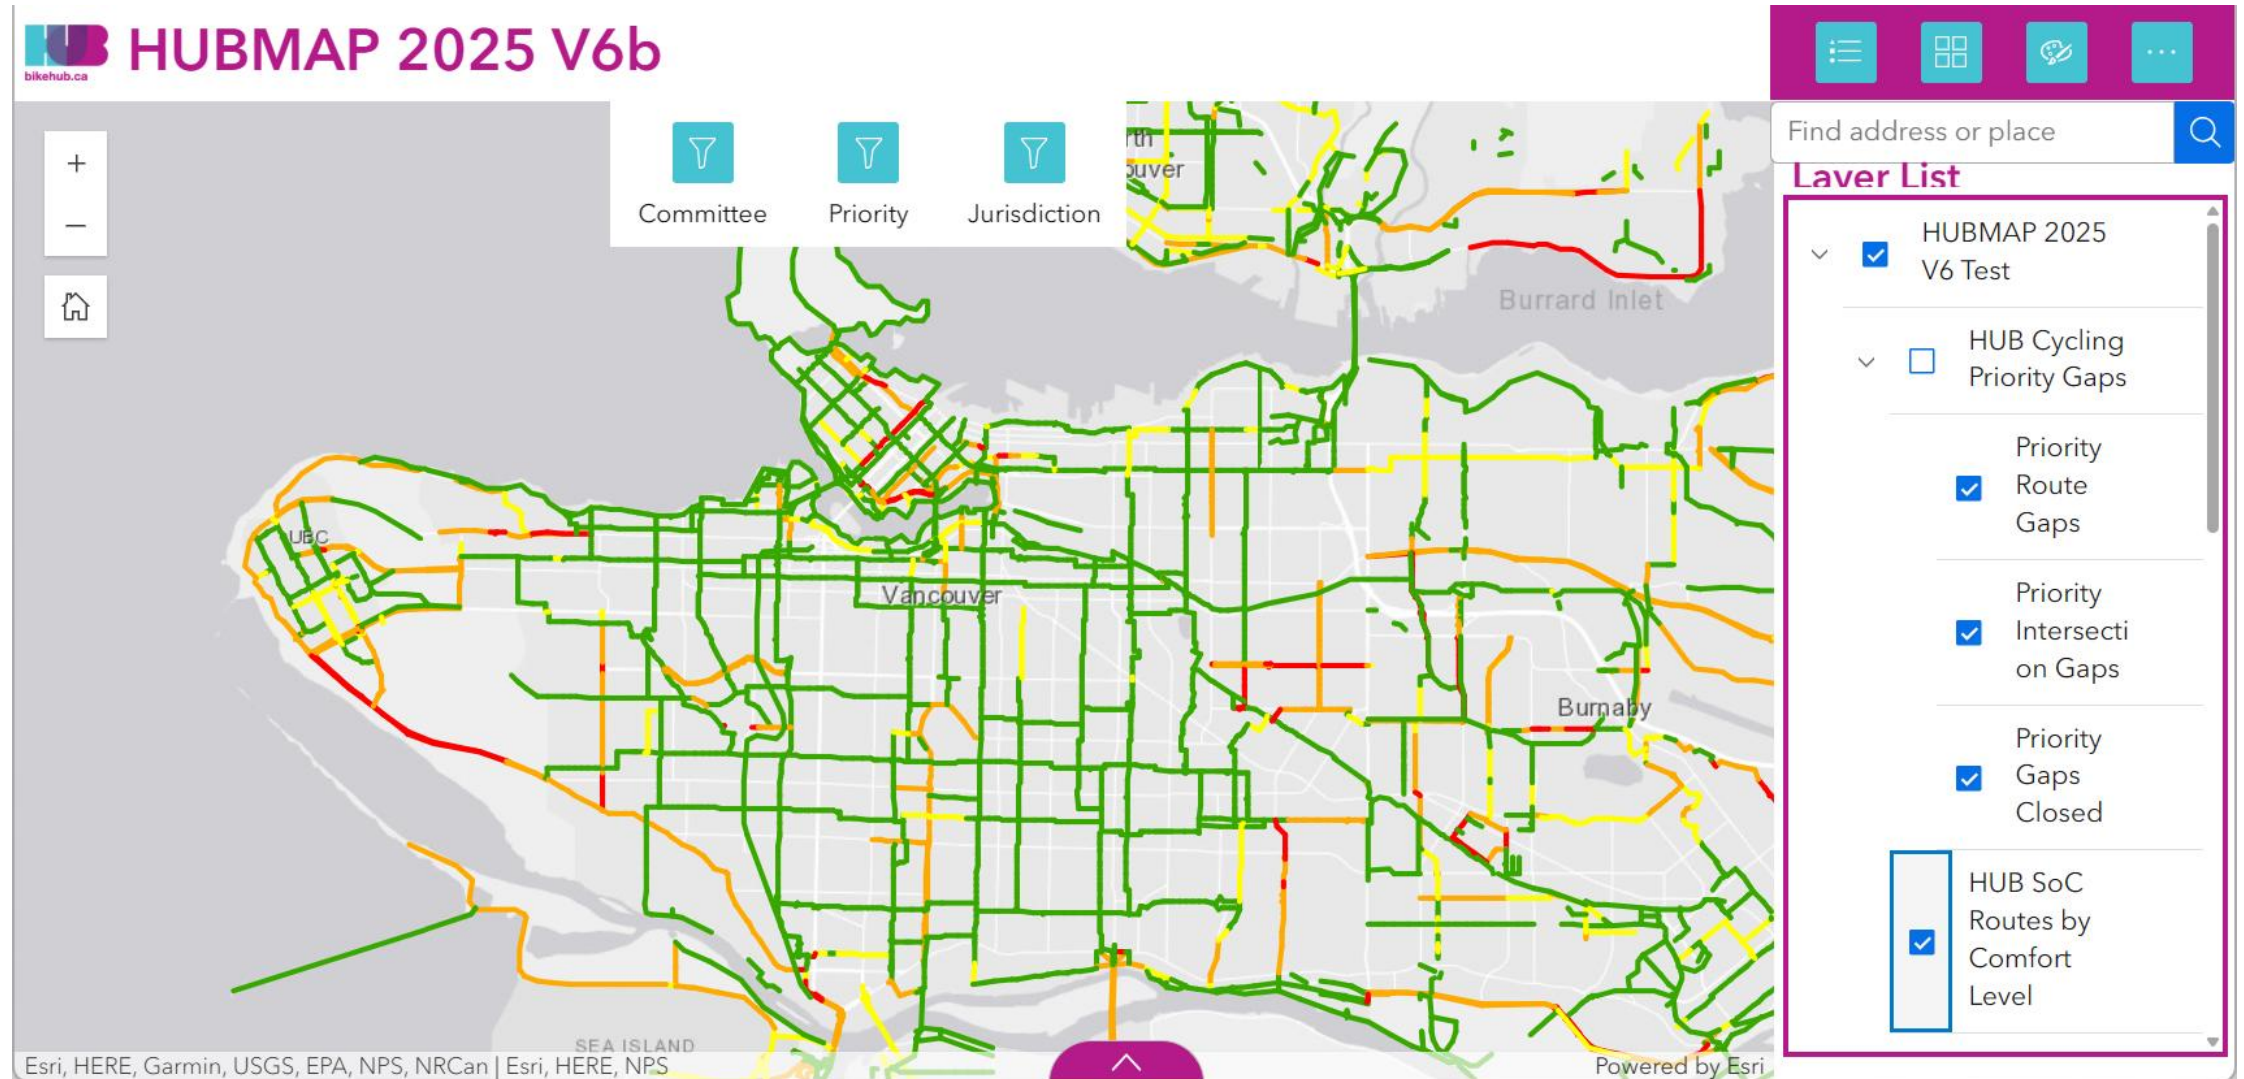 HUB
bikehub.ca
HUBMAP 2025 V6b
Find address or place
Layer List
Committee
Priority
Jurisdiction
rth
ouver
Burrard Inlet
UBC
Vancouver
Burnaby
SEA ISLAND
HUBMAP 2025
V6 Test
HUB Cycling
Priority Gaps
Priority
Route
Gaps
Priority
Intersecti
on Gaps
Priority
Gaps
Closed
HUB SoC
Routes by
Comfort
Level
Esri, HERE, Garmin, USGS, EPA, NPS, NRCan | Esri, HERE, NPS
Powered by Esri